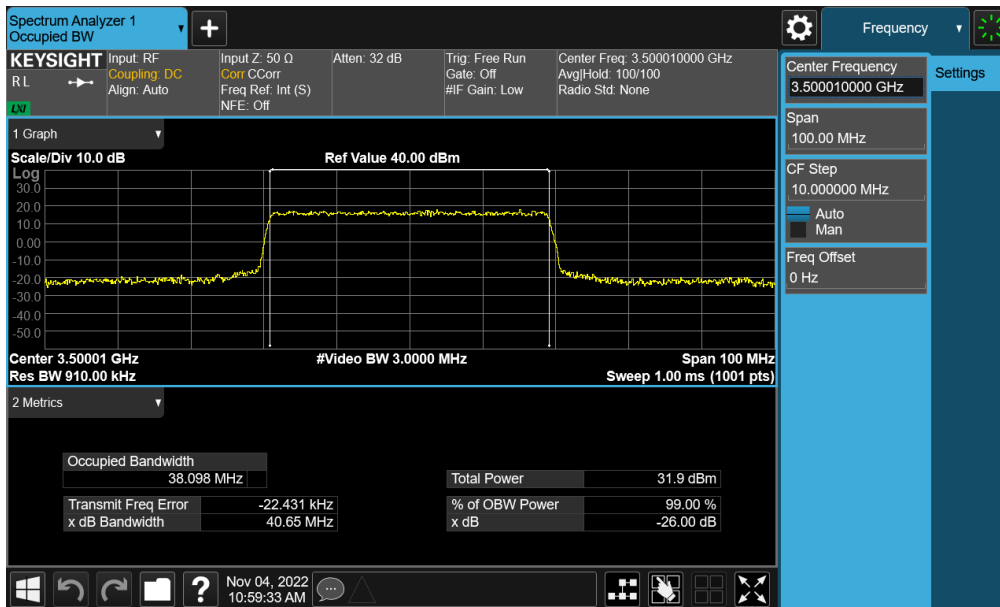 Spectrum Analyzer 1
Occupied BW
+
Frequency
KEYSIGHT
R L
LXI
Input: RF
Coupling: DC
Align: Auto
Input Z: 50 Ω
Corr CCorr
Freq Ref: Int (S)
NFE: Off
Atten: 32 dB
Trig: Free Run
Gate: Off
#IF Gain: Low
Center Freq: 3.500010000 GHz
Avg|Hold: 100/100
Radio Std: None
Center Frequency
3.500010000 GHz
Settings
Span
100.00 MHz
CF Step
10.000000 MHz
Auto
Man
Freq Offset
0 Hz
1 Graph
Scale/Div 10.0 dB
Ref Value 40.00 dBm
Log
30.0
20.0
10.0
0.00
-10.0
-20.0
-30.0
-40.0
-50.0
Center 3.50001 GHz
#Video BW 3.0000 MHz
Span 100 MHz
Res BW 910.00 kHz
Sweep 1.00 ms (1001 pts)
2 Metrics
Occupied Bandwidth
38.098 MHz
Total Power 31.9 dBm
Transmit Freq Error -22.431 kHz
% of OBW Power 99.00 %
x dB Bandwidth 40.65 MHz
x dB -26.00 dB
?
Nov 04, 2022
10:59:33 AM